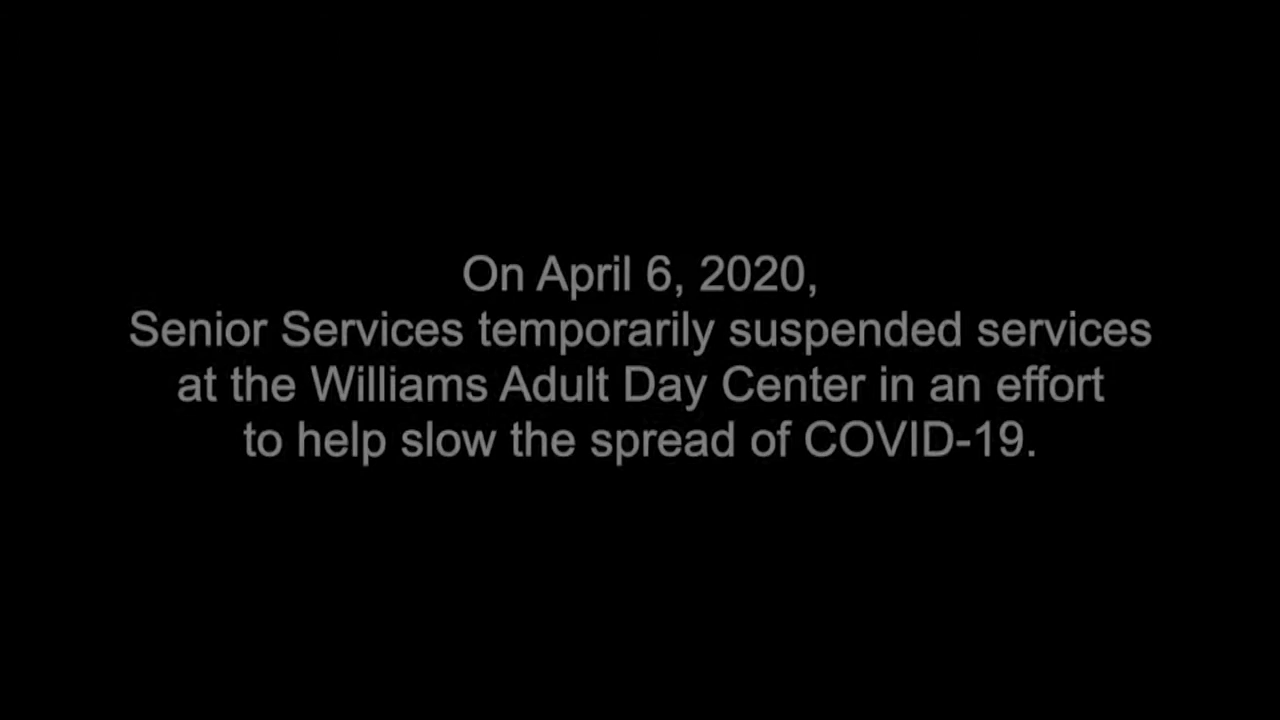 On April 6, 2020,
Senior Services temporarily suspended services
at the Williams Adult Day Center in an effort
to help slow the spread of COVID-19.